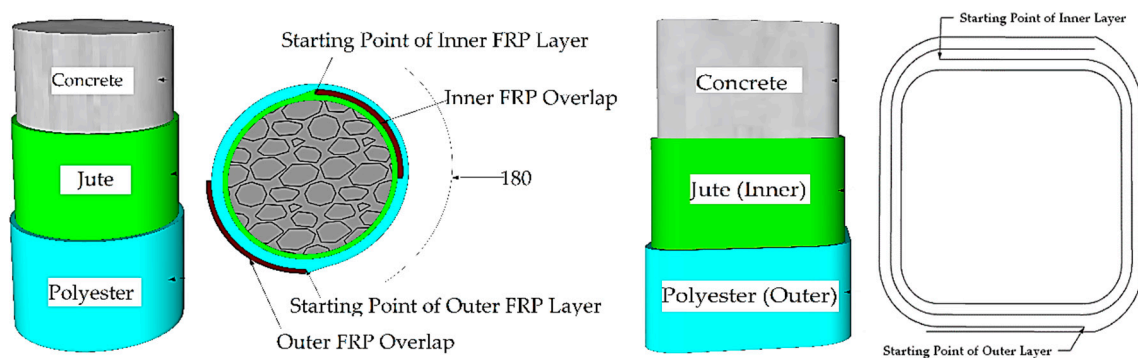 Concrete
Jute
Polyester
Starting Point of Inner FRP Layer
Inner FRP Overlap
180
Starting Point of Outer FRP Layer
Outer FRP Overlap
Concrete
Jute (Inner)
Polyester (Outer)
Starting Point of Inner Layer
Starting Point of Outer Layer